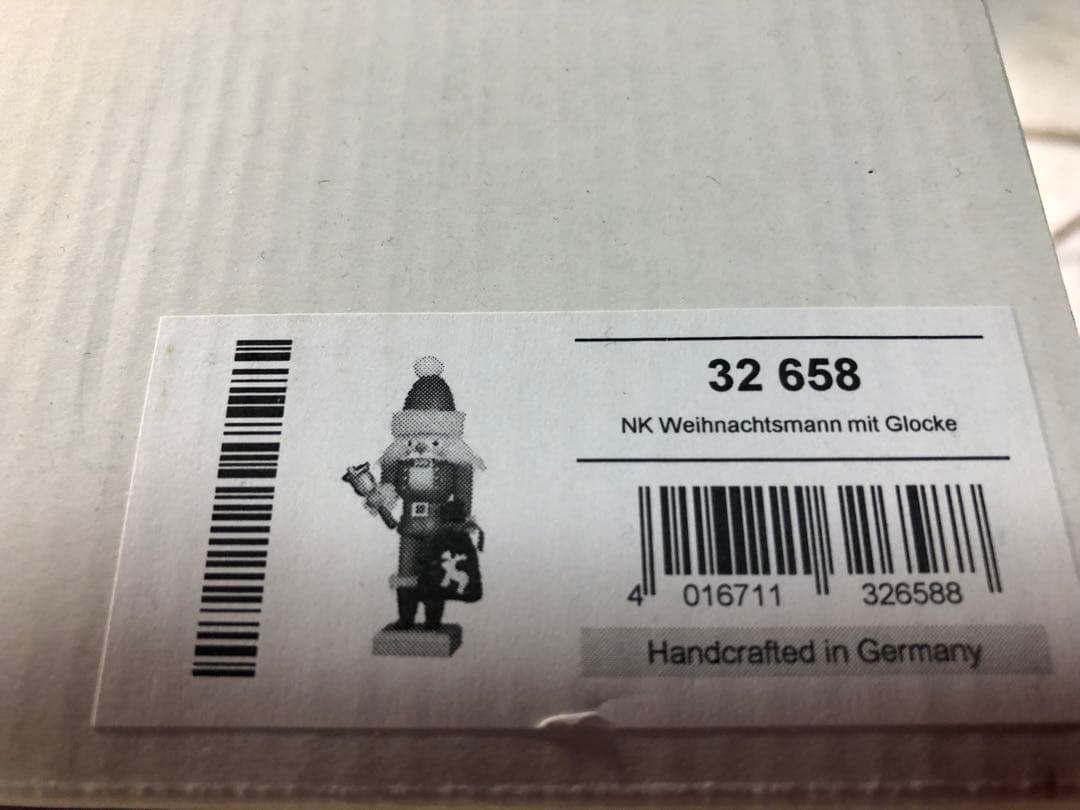 32 658
NK Weihnachtsmann mit Glocke
4 016711 326588
Handcrafted in Germany